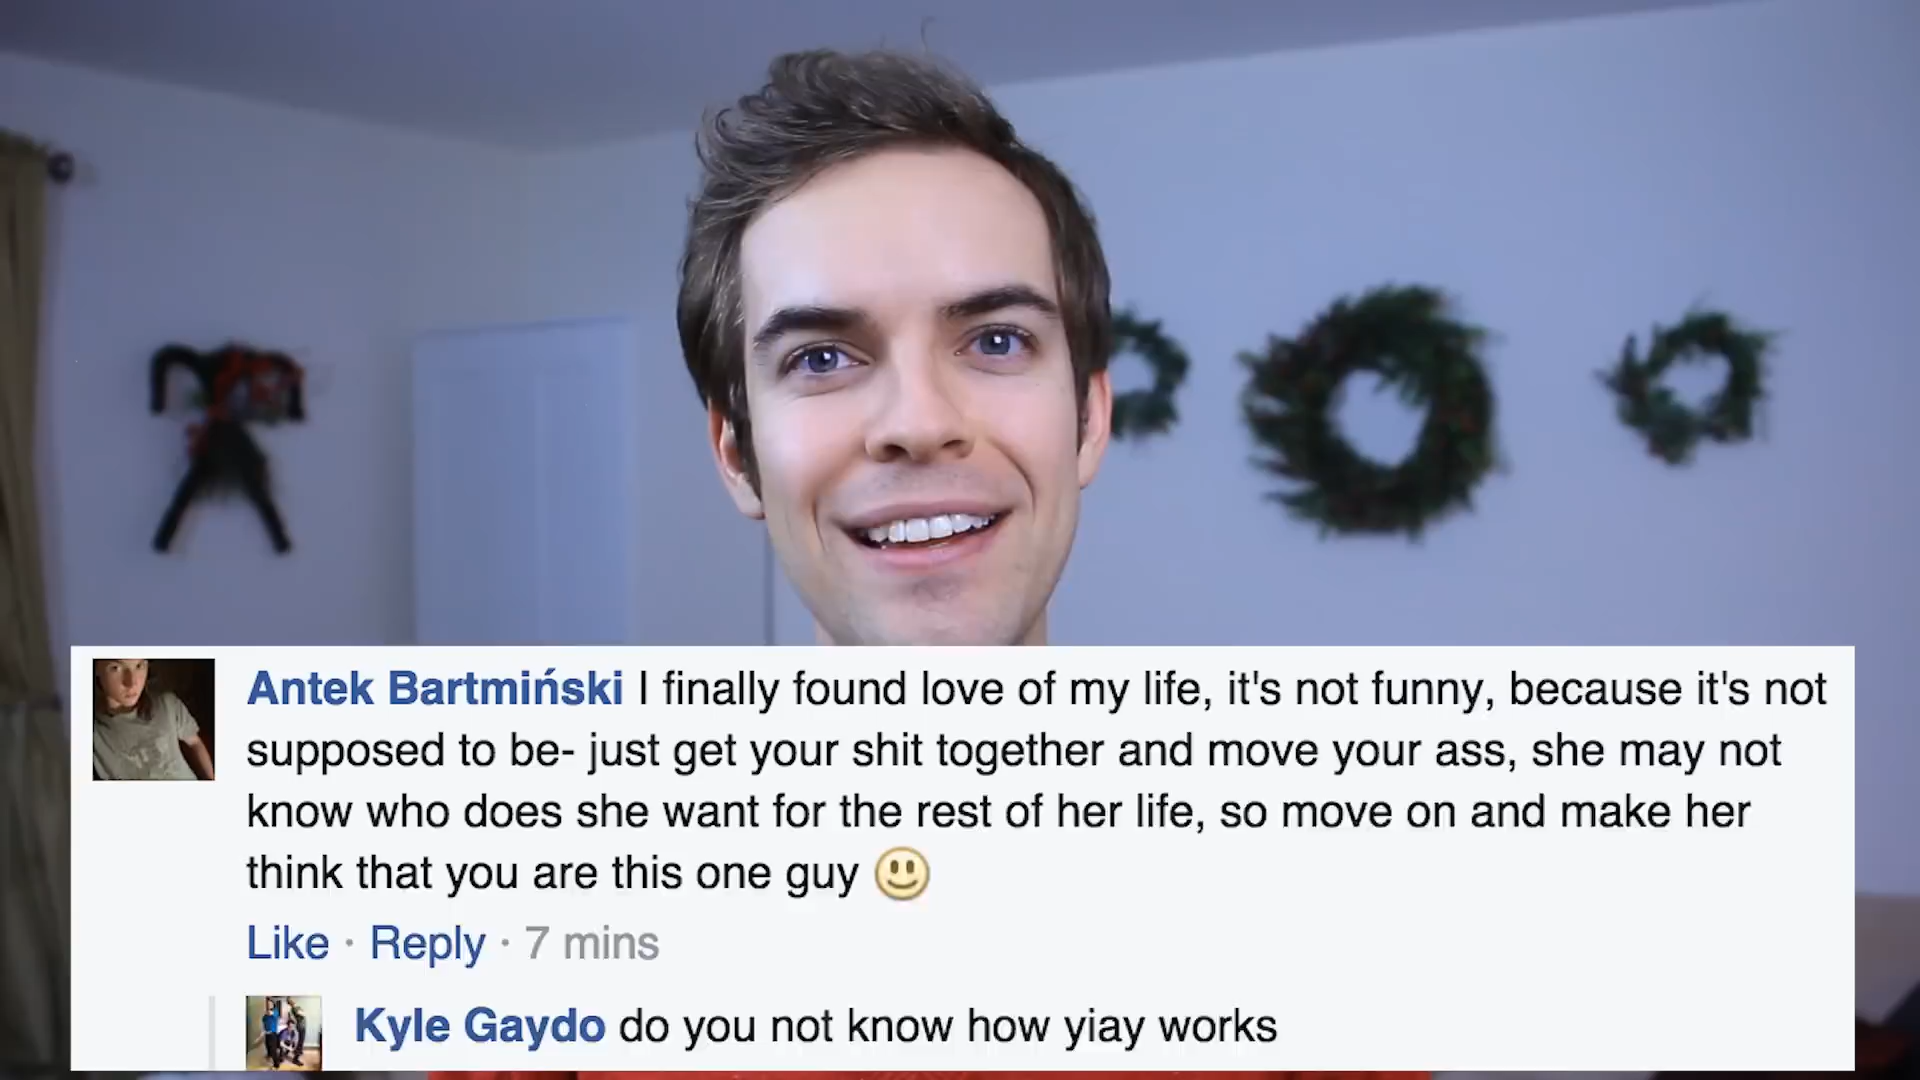 Antek Bartmiński I finally found love of my life, it's not funny, because it's not
supposed to be- just get your shit together and move your ass, she may not
know who does she want for the rest of her life, so move on and make her
think that you are this one guy 🙂
Like · Reply · 7 mins
Kyle Gaydo do you not know how yiay works